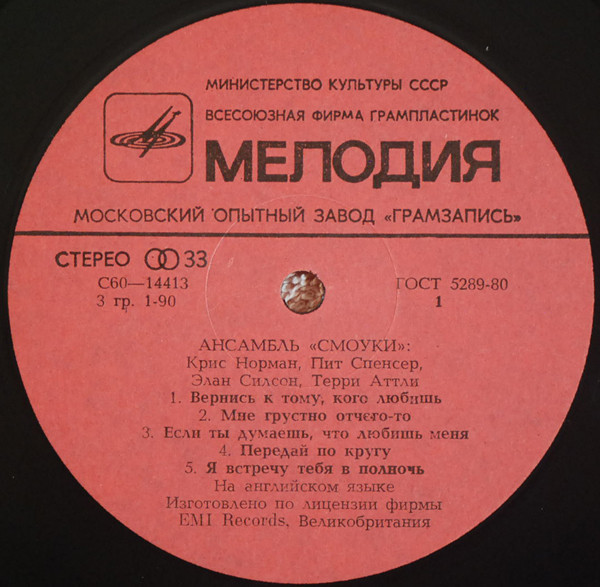 МИНИСТЕРСТВО КУЛЬТУРЫ СССР
ВСЕСОЮЗНАЯ ФИРМА ГРАМПЛАСТИНОК
МЕЛОДИЯ
МОСКОВСКИЙ ОПЫТНЫЙ ЗАВОД «ГРАМЗАПИСЬ»
СТЕРЕО 33
С60—14413
ГОСТ 5289-80
3 гр. 1-90
1
АНСАМБЛЬ «СМОУКИ»:
Крис Норман, Пит Спенсер,
Элан Силсон, Терри Аттли
1. Вернись к тому, кого любишь
2. Мне грустно отчего-то
3. Если ты думаешь, что любишь меня
4. Передай по кругу
5. Я встречу тебя в полночь
На английском языке
Изготовлено по лицензии фирмы
EMI Records, Великобритания